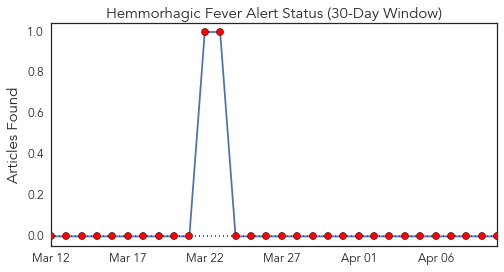 Hemmorhagic Fever Alert Status (30-Day Window)
Articles Found
1.0
0.8
0.6
0.4
0.2
0.0
Mar 12 Mar 17 Mar 22 Mar 27 Apr 01 Apr 06